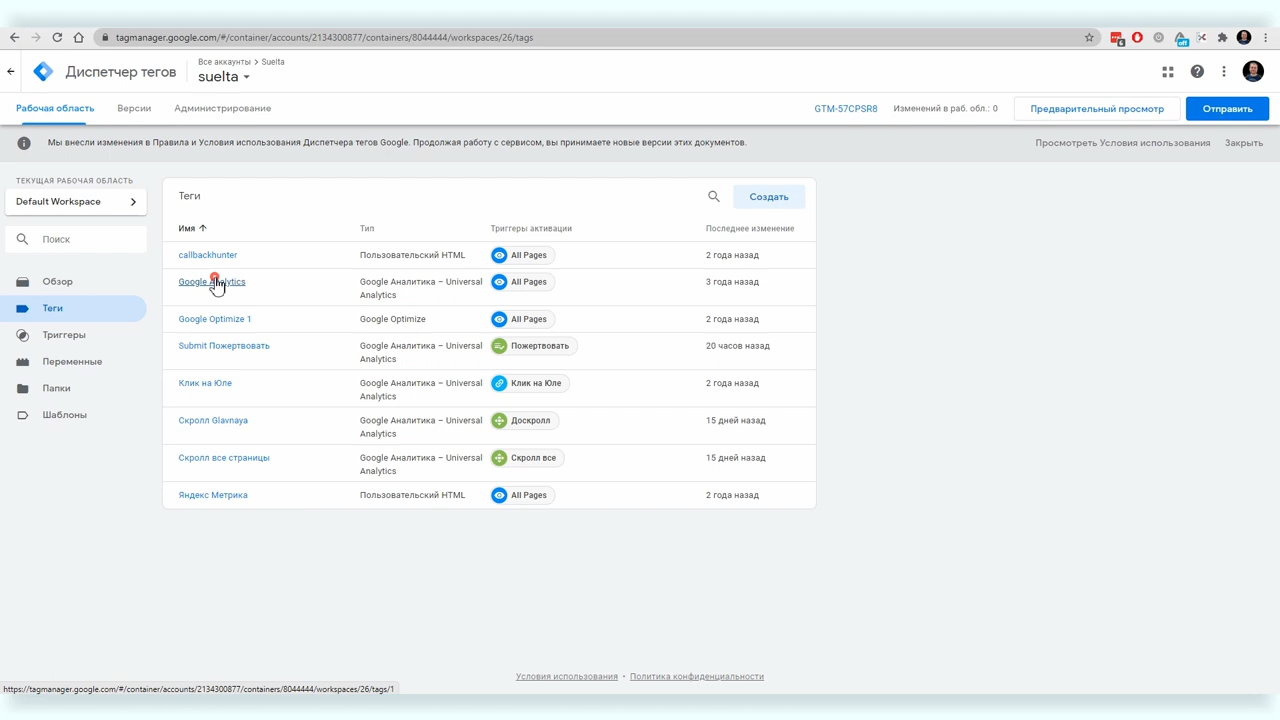 tagmanager.google.com/#/container/accounts/2134300877/containers/8044444/workspaces/26/tags
6
off
Диспетчер тегов
Все аккаунты > Suelta
suelta
Рабочая область
Версии
Администрирование
GTM-57CPSR8
Изменений в раб. обл.: 0
Предварительный просмотр
Отправить
Мы внесли изменения в Правила и Условия использования Диспетчера тегов Google. Продолжая работу с сервисом, вы принимаете новые версии этих документов.
Просмотреть Условия использования
Закрыть
ТЕКУЩАЯ РАБОЧАЯ ОБЛАСТЬ
Default Workspace
Поиск
Обзор
Теги
Триггеры
Переменные
Папки
Шаблоны
Теги
Создать
Имя
Тип
Триггеры активации
Последнее изменение
callbackhunter
Пользовательский HTML
All Pages
2 года назад
Google Analytics
Google Аналитика – Universal
Analytics
All Pages
3 года назад
Google Optimize 1
Google Optimize
All Pages
2 года назад
Submit Пожертвовать
Google Аналитика – Universal
Analytics
Пожертвовать
20 часов назад
Клик на Юле
Google Аналитика – Universal
Analytics
Клик на Юле
2 года назад
Скролл Glavnaya
Google Аналитика – Universal
Analytics
Доскролл
15 дней назад
Скролл все страницы
Google Аналитика – Universal
Analytics
Скролл все
15 дней назад
Яндекс Метрика
Пользовательский HTML
All Pages
2 года назад
Условия использования • Политика конфиденциальности
https://tagmanager.google.com/#/container/accounts/2134300877/containers/8044444/workspaces/26/tags/1